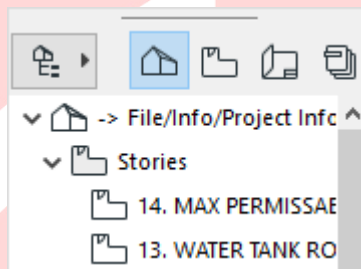 -> File/Info/Project Info
Stories
14. MAX PERMISSAE
13. WATER TANK RO